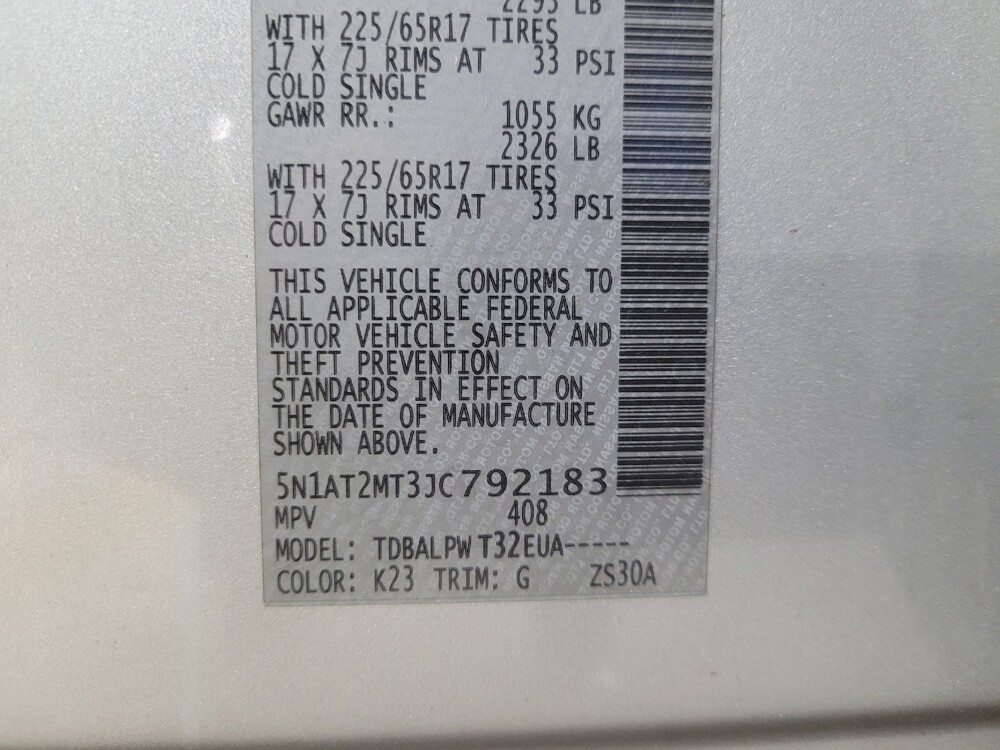 2293 LB
WITH 225/65R17 TIRES
17 X 7J RIMS AT 33 PSI
COLD SINGLE
GAWR RR.: 1055 KG
2326 LB
WITH 225/65R17 TIRES
17 X 7J RIMS AT 33 PSI
COLD SINGLE
THIS VEHICLE CONFORMS TO
ALL APPLICABLE FEDERAL
MOTOR VEHICLE SAFETY AND
THEFT PREVENTION
STANDARDS IN EFFECT ON
THE DATE OF MANUFACTURE
SHOWN ABOVE.
5N1AT2MT3JC792183
MPV 408
MODEL: TDBALPW T32EUA-----
COLOR: K23 TRIM: G ZS30A